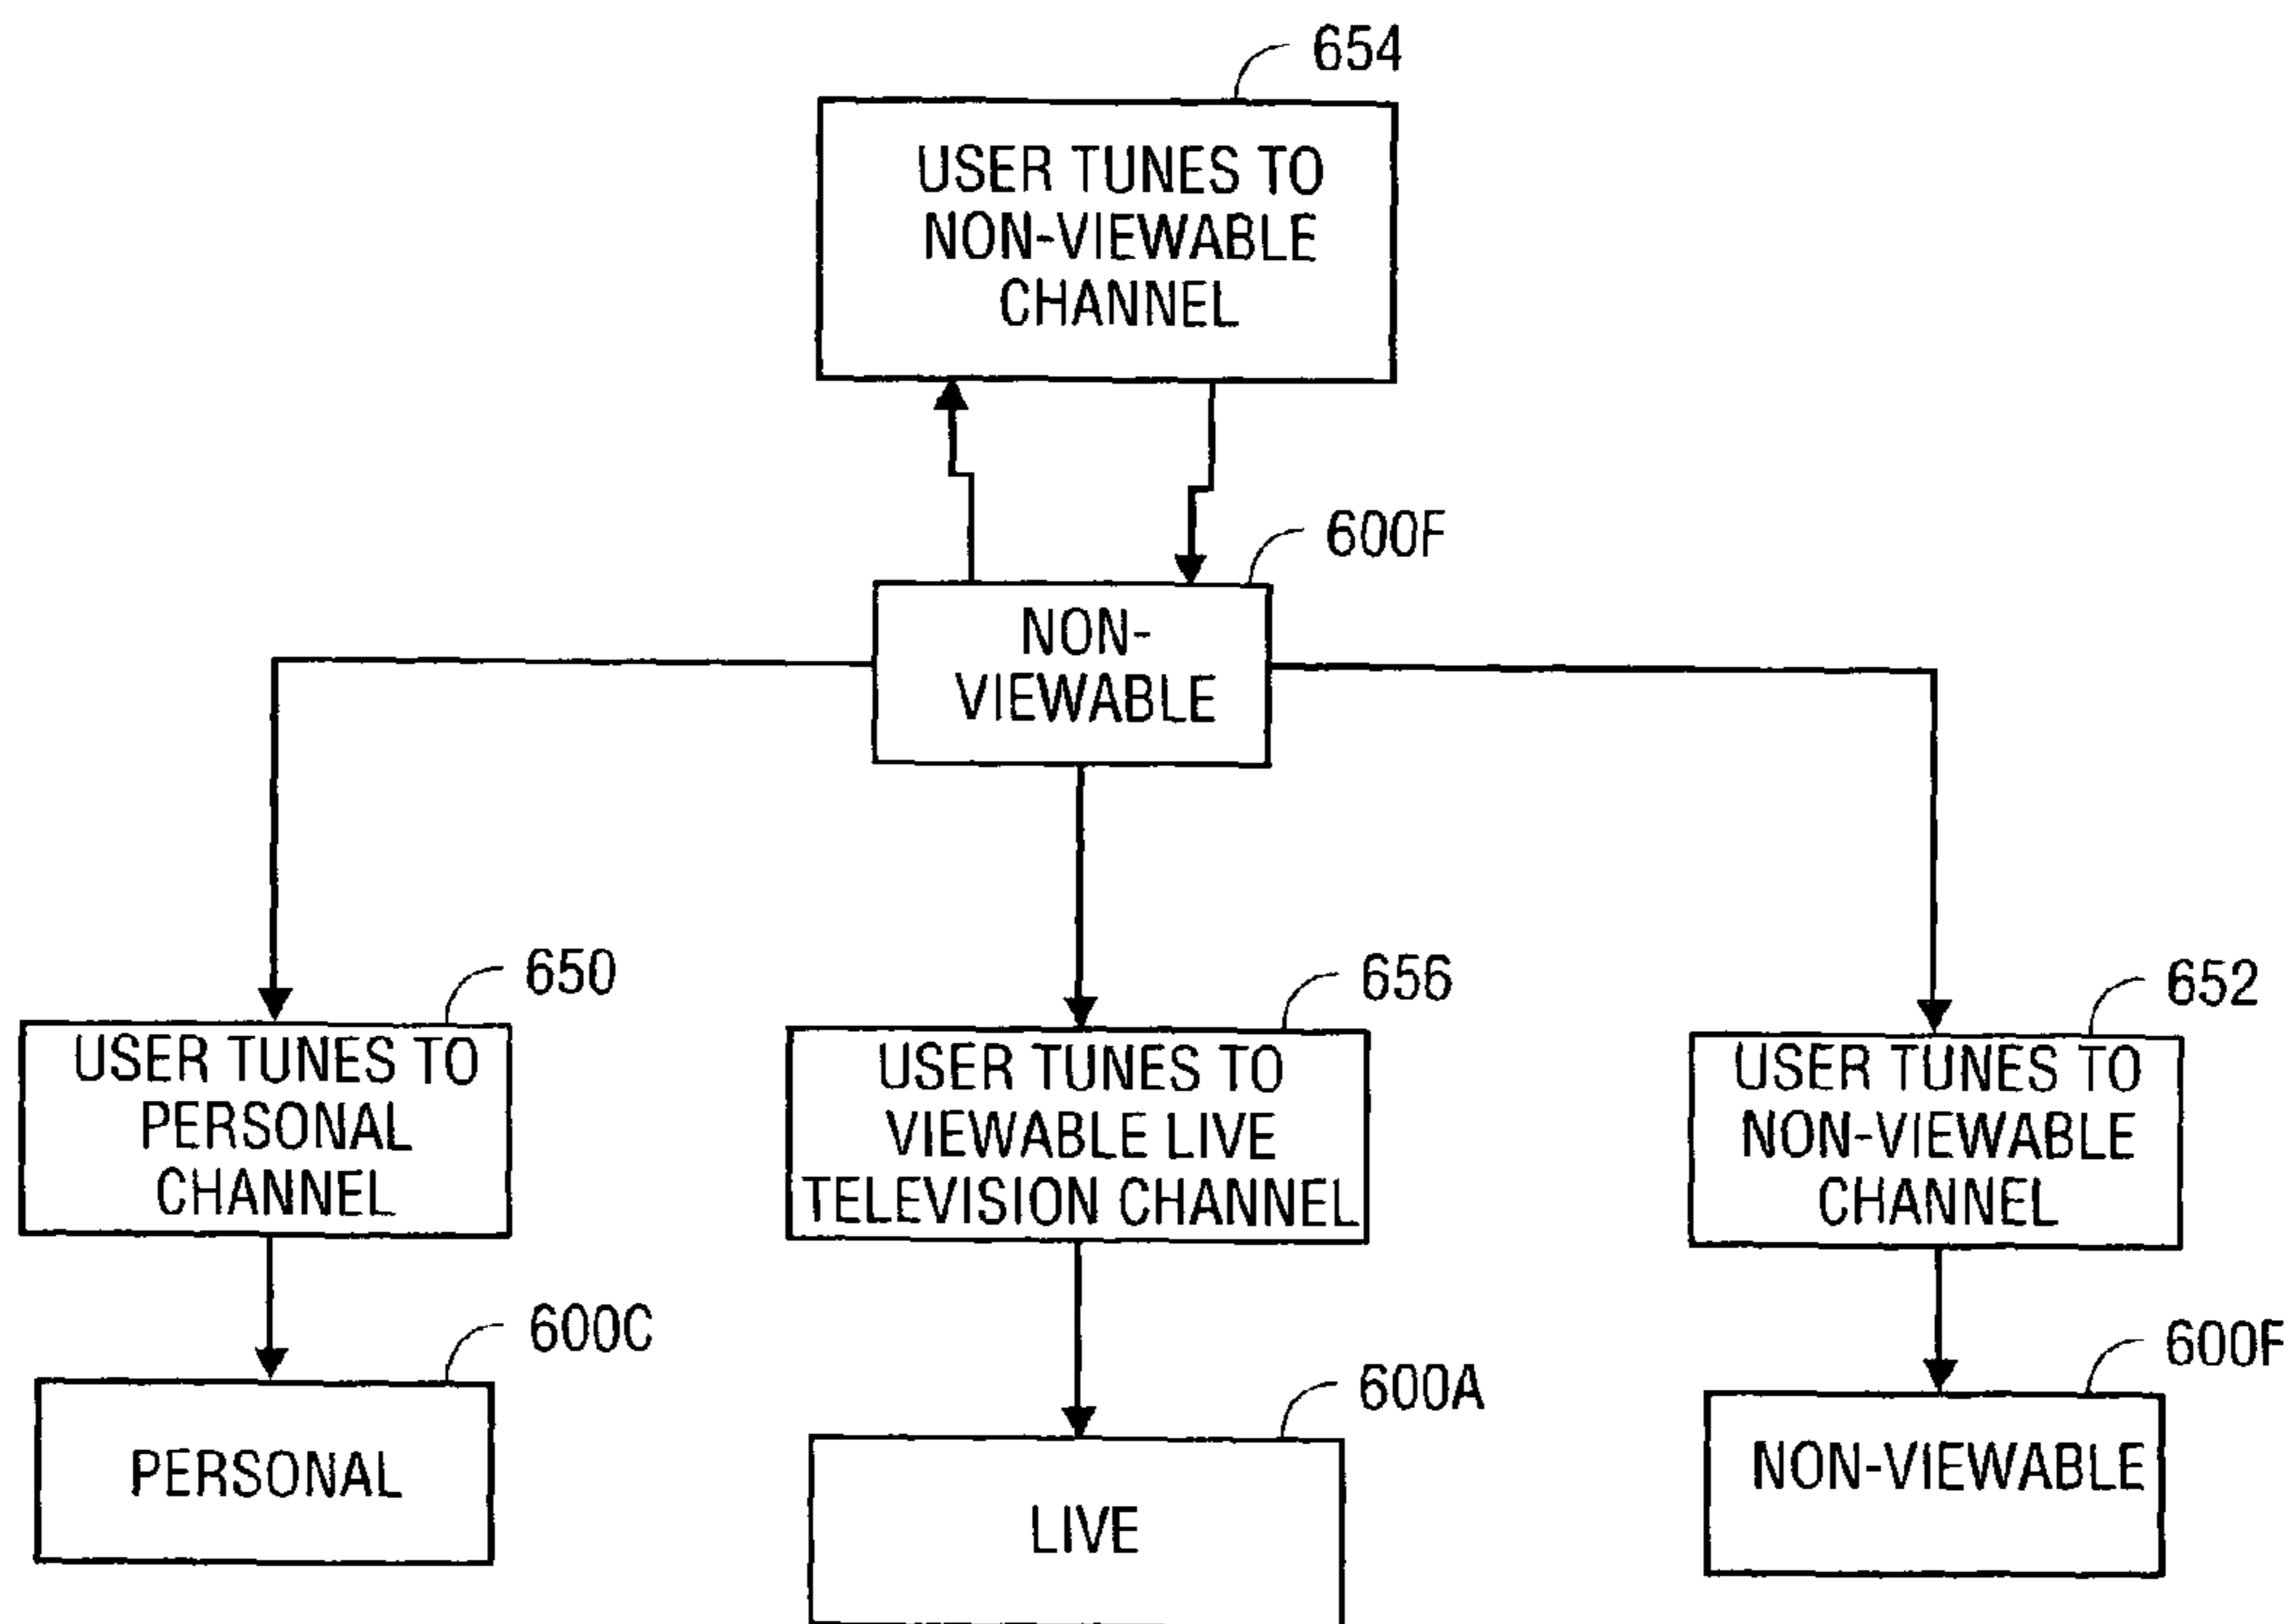 654
USER TUNES TO
NON-VIEWABLE
CHANNEL
600F
NON-
VIEWABLE
650
USER TUNES TO
PERSONAL
CHANNEL
656
USER TUNES TO
VIEWABLE LIVE
TELEVISION CHANNEL
652
USER TUNES TO
NON-VIEWABLE
CHANNEL
600C
PERSONAL
600A
LIVE
600F
NON-VIEWABLE